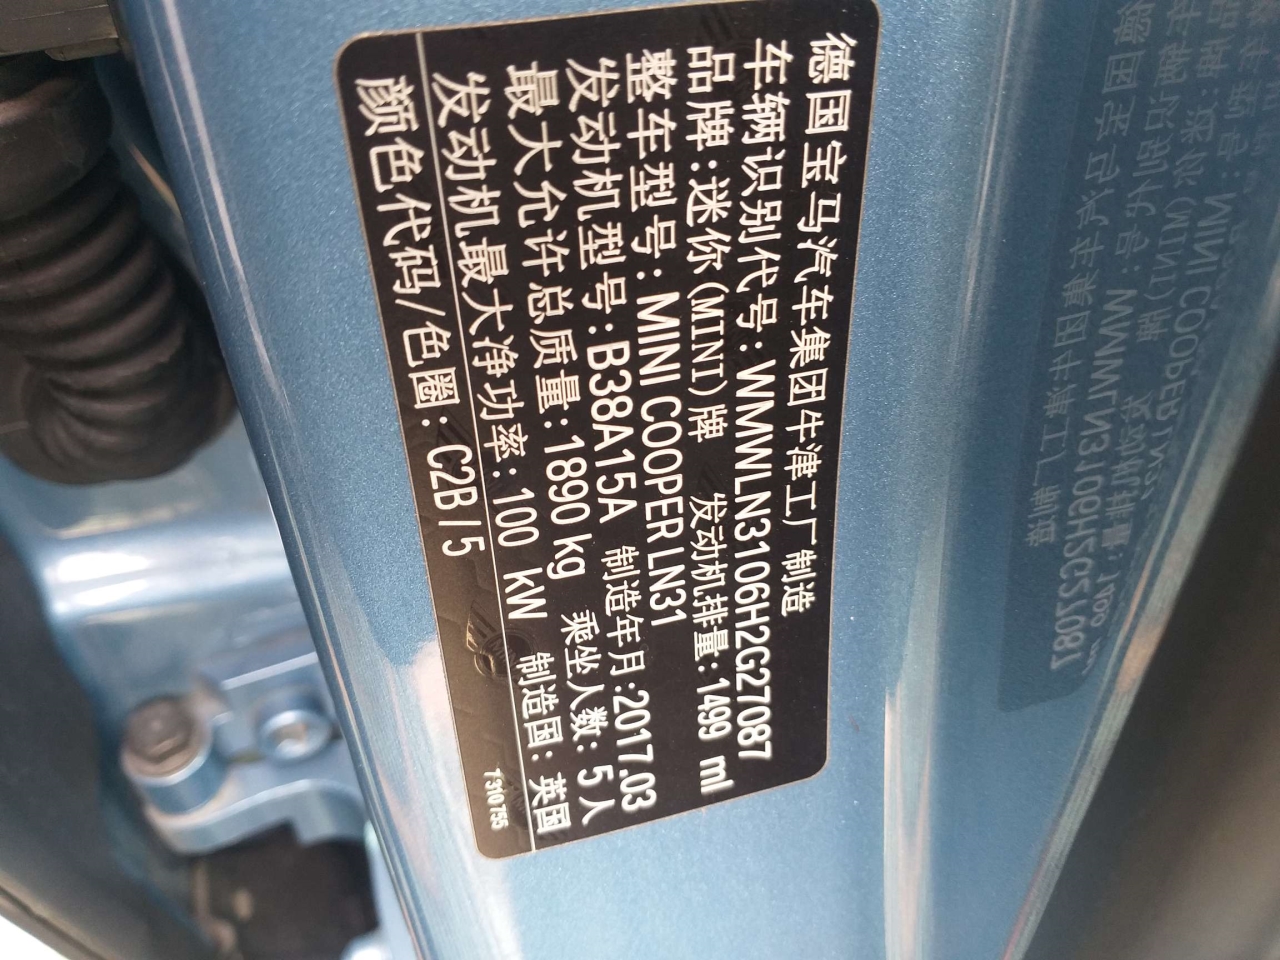 德国宝马汽车集团牛津工厂制造
车辆识别代号：WMWLN3106H2G27087
品牌：迷你(MINI)牌 发动机排量：1499 ml
整车型号：MINI COOPER LN31
发动机型号：B38A15A 制造年月：2017.03
最大允许总质量：1890 kg 乘坐人数：5人
发动机最大净功率：100 kW 制造国：英国
颜色代码/色圈：C2B / 5
7310755